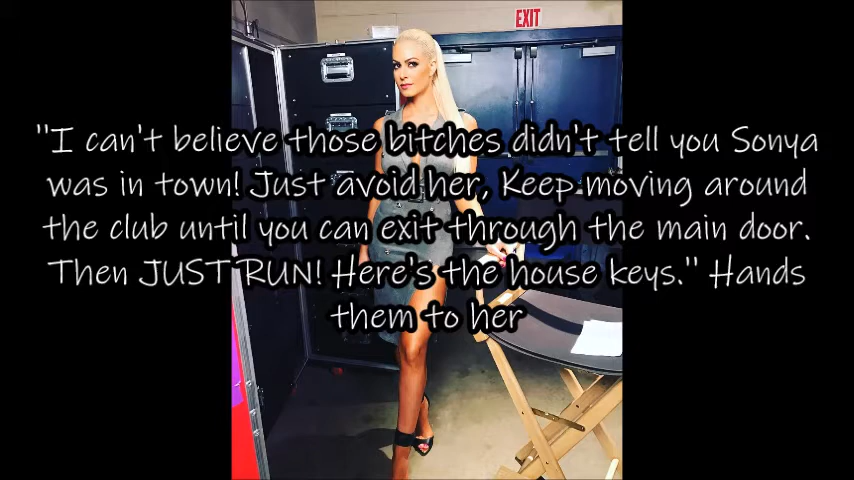 EXIT
"I can't believe those bitches didn't tell you Sonya
was in town! Just avoid her, Keep moving around
the club until you can exit through the main door.
Then JUST RUN! Here's the house keys." Hands
them to her